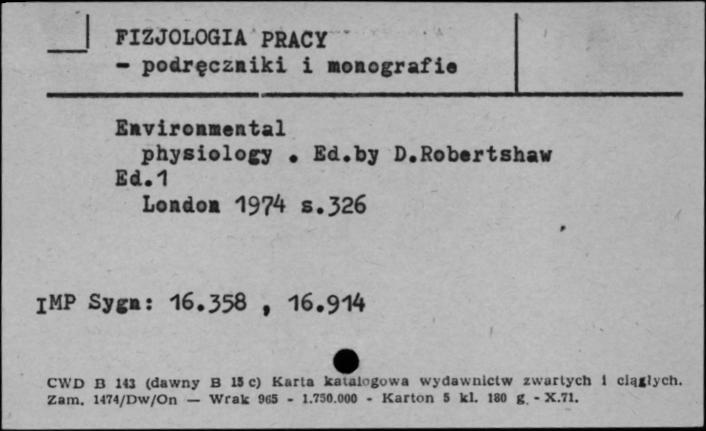 FIZJOLOGIA PRACY
- podręczniki i monografie
Environmental
physiology . Ed.by D.Robertshaw
Ed.1
London 1974 s.326
IMP Sygn: 16.358 , 16.914
CWD B 143 (dawny B 15 c) Karta katalogowa wydawnictw zwartych i ciągłych.
Zam. 1474/Dw/On — Wrak 965 - 1.750.000 - Karton 5 kl. 180 g. - X.71.